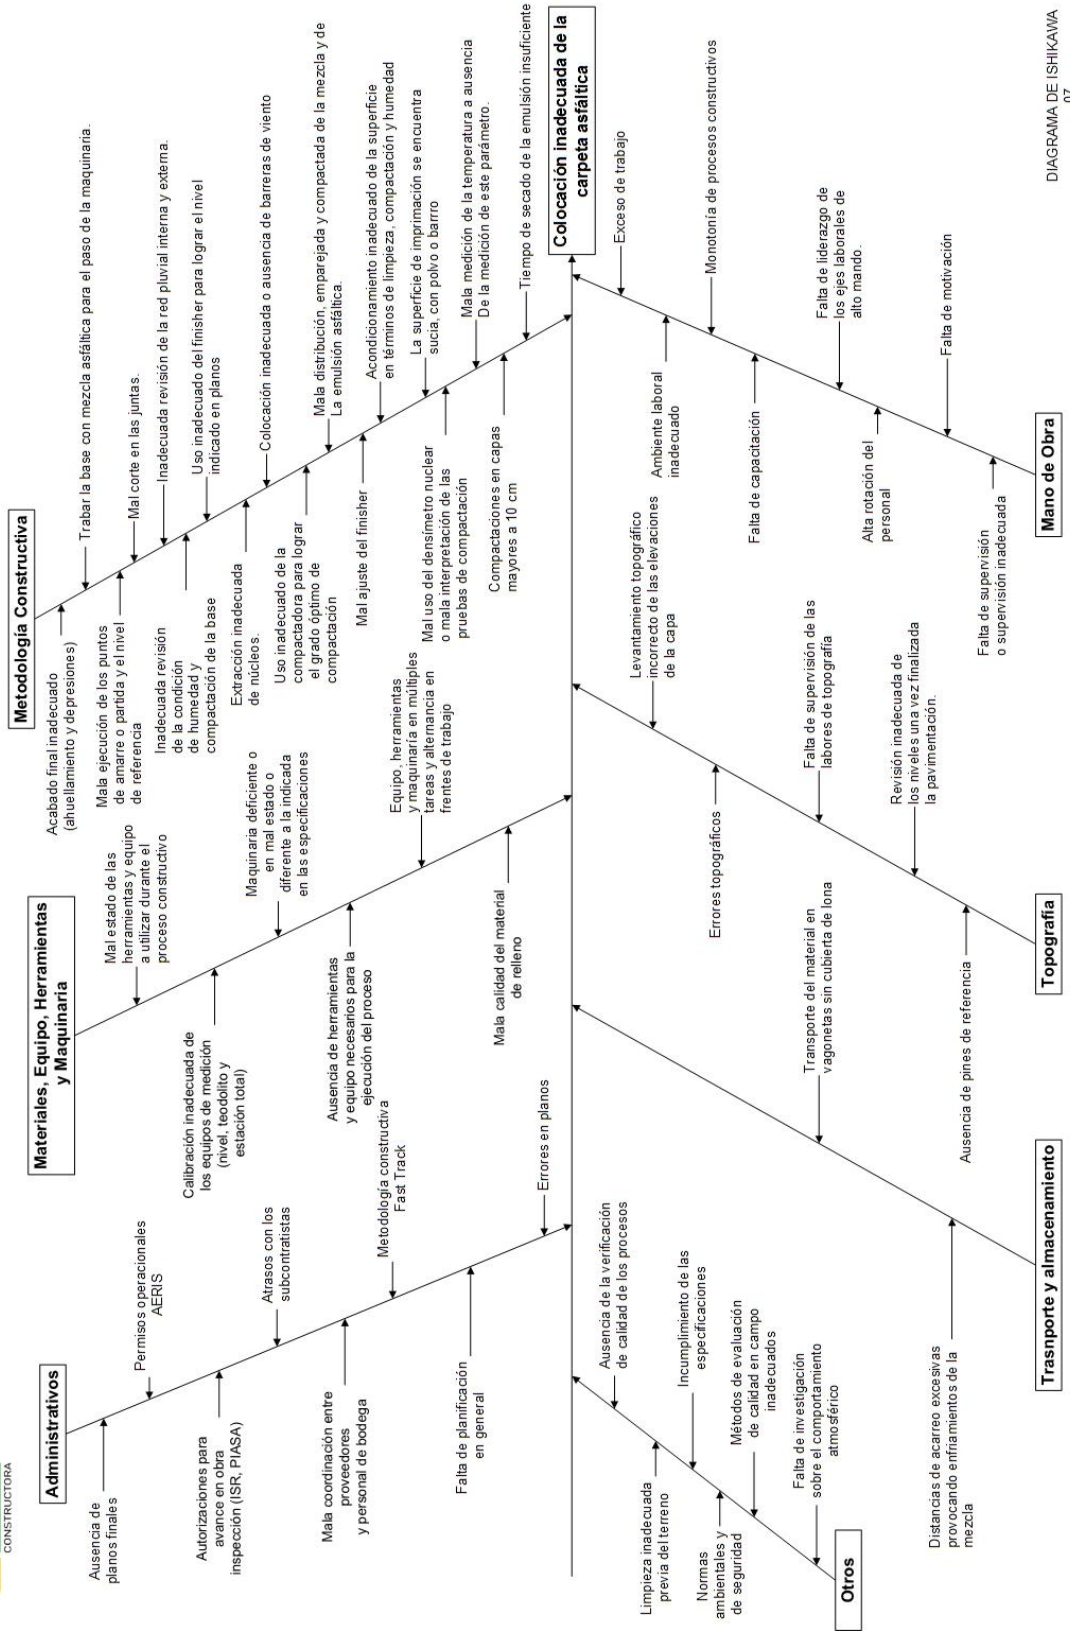 CONSTRUCTORA
Administrativos
Ausencia de
planos finales
Permisos operacionales
AERIS
Autorizaciones para
avance en obra
inspección (ISR, PIASA)
Atrasos con los
subcontratistas
Mala coordinación entre
proveedores
y personal de bodega
Metodología constructiva
Fast Track
Falta de planificación
en general
Errores en planos
Materiales, Equipo, Herramientas
y Maquinaria
Mal estado de las
herramientas y equipo
a utilizar durante el
proceso constructivo
Calibración inadecuada de
los equipos de medición
(nivel, teodolito y
estación total)
Maquinaria deficiente o
en mal estado o
diferente a la indicada
en las especificaciones
Ausencia de herramientas
y equipo necesarios para la
ejecución del proceso
Equipo, herramientas
y maquinaría en múltiples
tareas y alternancia en
frentes de trabajo
Mala calidad del material
de relleno
Metodología Constructiva
Acabado final inadecuado
(ahuellamiento y depresiones)
Trabar la base con mezcla asfáltica para el paso de la maquinaria.
Mala ejecución de los puntos
de amarre o partida y el nivel
de referencia
Mal corte en las juntas.
Inadecuada revisión de la red pluvial interna y externa.
Inadecuada revisión
de la condición
de humedad y
compactación de la base
Uso inadecuado del finisher para lograr el nivel
indicado en planos
Extracción inadecuada
de núcleos.
Colocación inadecuada o ausencia de barreras de viento
Uso inadecuado de la
compactadora para lograr
el grado óptimo de
compactación
Mala distribución, emparejada y compactada de la mezcla y de
La emulsión asfáltica.
Mal ajuste del finisher
Acondicionamiento inadecuado de la superficie
en términos de limpieza, compactación y humedad
La superficie de imprimación se encuentra
sucia, con polvo o barrro
Mal uso del densímetro nuclear
o mala interpretación de las
pruebas de compactación
Mala medición de la temperatura a ausencia
De la medición de este parámetro.
Compactaciones en capas
mayores a 10 cm
Tiempo de secado de la emulsión insuficiente
Colocación inadecuada de la
carpeta asfáltica
Ausencia de la verificación
de calidad de los procesos
Limpieza inadecuada
previa del terreno
Incumplimiento de las
especificaciones
Normas
ambientales y
de seguridad
Métodos de evaluación
de calidad en campo
inadecuados
Falta de investigación
sobre el comportamiento
atmosférico
Otros
Transporte del material en
vagonetas sin cubierta de lona
Distancias de acarreo excesivas
provocando enfriamientos de la
mezcla
Trasnporte y almacenamiento
Levantamiento topográfico
incorrecto de las elevaciones
de la capa
Errores topográficos
Falta de supervisión de las
labores de topografía
Revisión inadecuada de
los niveles una vez finalizada
la pavimentación.
Ausencia de pines de referencia
Topografía
Exceso de trabajo
Ambiente laboral
inadecuado
Monotonía de procesos constructivos
Falta de capacitación
Falta de liderazgo de
los ejes laborales de
alto mando.
Alta rotación del
personal
Falta de motivación
Falta de supervisión
o supervisión inadecuada
Mano de Obra
DIAGRAMA DE ISHIKAWA
07